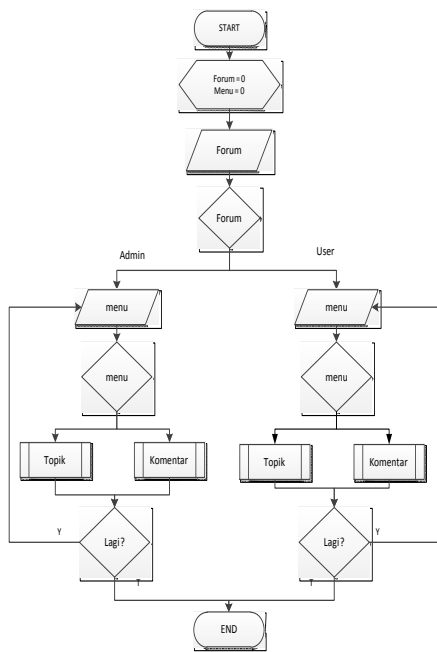 START
Forum = 0
Menu = 0
Forum
Forum
Admin
User
menu
menu
menu
menu
Topik
Komentar
Topik
Komentar
Lagi?
Y
Lagi?
Y
T
T
END